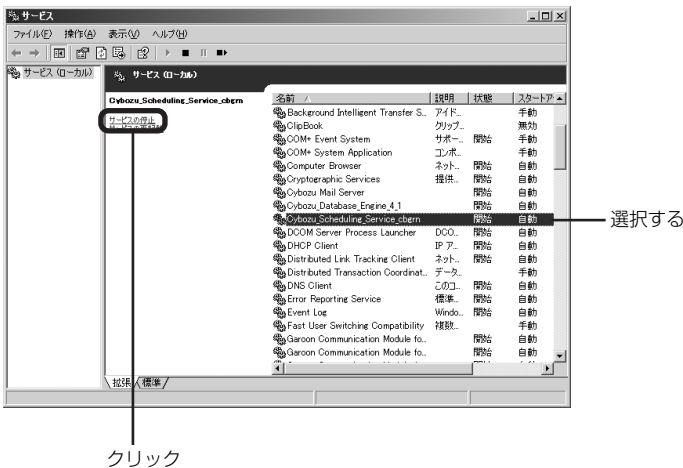 サービス
ファイル(F) 操作(A) 表示(V) ヘルプ(H)
サービス (ローカル)
サービス (ローカル)
Cybozu_Scheduling_Service_cbgrn
サービスの停止
名前 説明 状態 スタートア
Background Intelligent Transfer S... アイド... 手動
ClipBook クリップ... 無効
COM+ Event System サポー... 開始 手動
COM+ System Application コンポ... 手動
Computer Browser ネット... 開始 自動
Cryptographic Services 提供... 開始 自動
Cybozu Mail Server 開始 自動
Cybozu_Database_Engine_4_1 開始 自動
Cybozu_Scheduling_Service_cbgrn 開始 自動
選択する
DCOM Server Process Launcher DCO... 開始 自動
DHCP Client IP ア... 開始 自動
Distributed Link Tracking Client ネット... 開始 自動
Distributed Transaction Coordinat... データ... 手動
DNS Client このコ... 開始 自動
Error Reporting Service 標準... 開始 自動
Event Log Windo... 開始 自動
Fast User Switching Compatibility 複数... 手動
Garoon Communication Module fo... 開始 自動
Garoon Communication Module fo... 開始 自動
拡張 標準
クリック